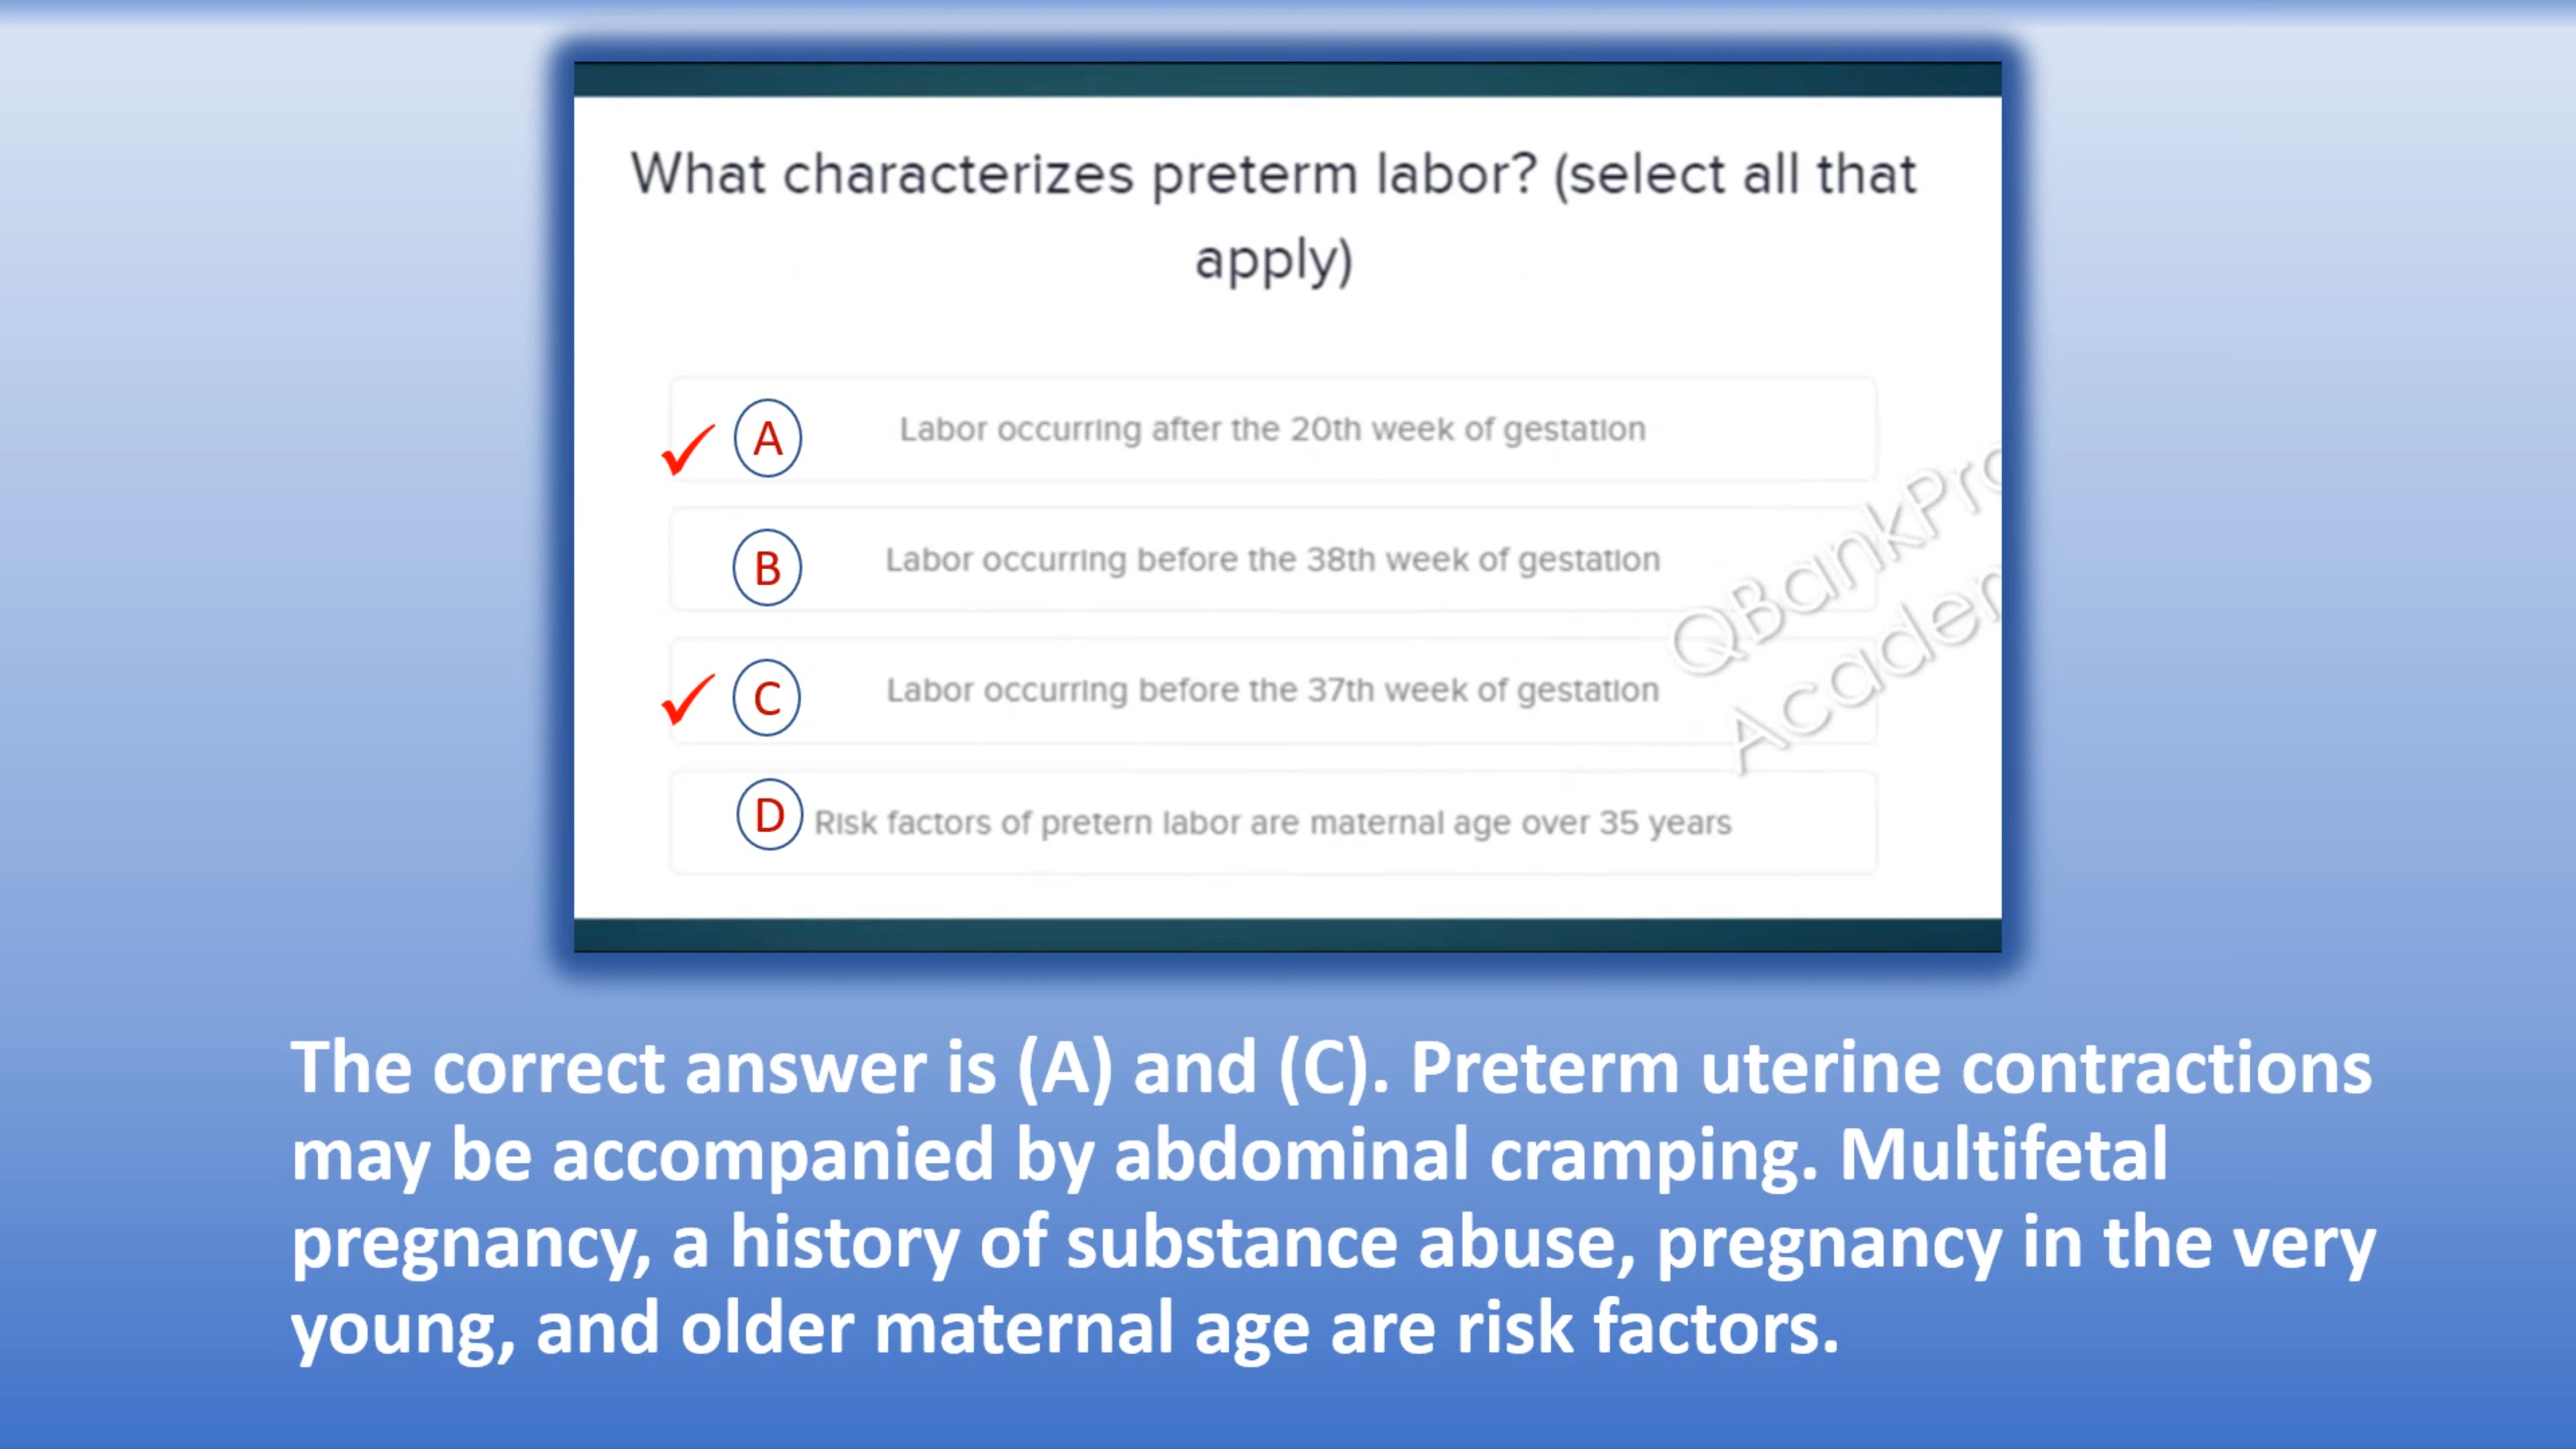 What characterizes preterm labor? (select all that
apply)
A Labor occurring after the 20th week of gestation
B Labor occurring before the 38th week of gestation
C Labor occurring before the 37th week of gestation
D Risk factors of pretern labor are maternal age over 35 years
QBankPro
Academ
The correct answer is (A) and (C). Preterm uterine contractions
may be accompanied by abdominal cramping. Multifetal
pregnancy, a history of substance abuse, pregnancy in the very
young, and older maternal age are risk factors.